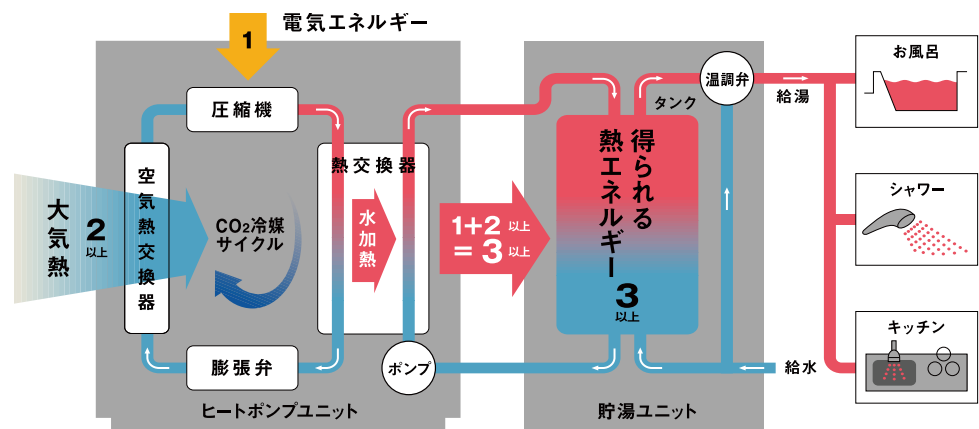 電気エネルギー
1
圧縮機
大気熱
2
以上
空気熱交換器
CO₂冷媒
サイクル
熱交換器
水加熱
膨張弁
ポンプ
ヒートポンプユニット
1+2 以上
= 3 以上
タンク
得られる
熱エネルギー
3
以上
貯湯ユニット
温調弁
給湯
給水
お風呂
シャワー
キッチン